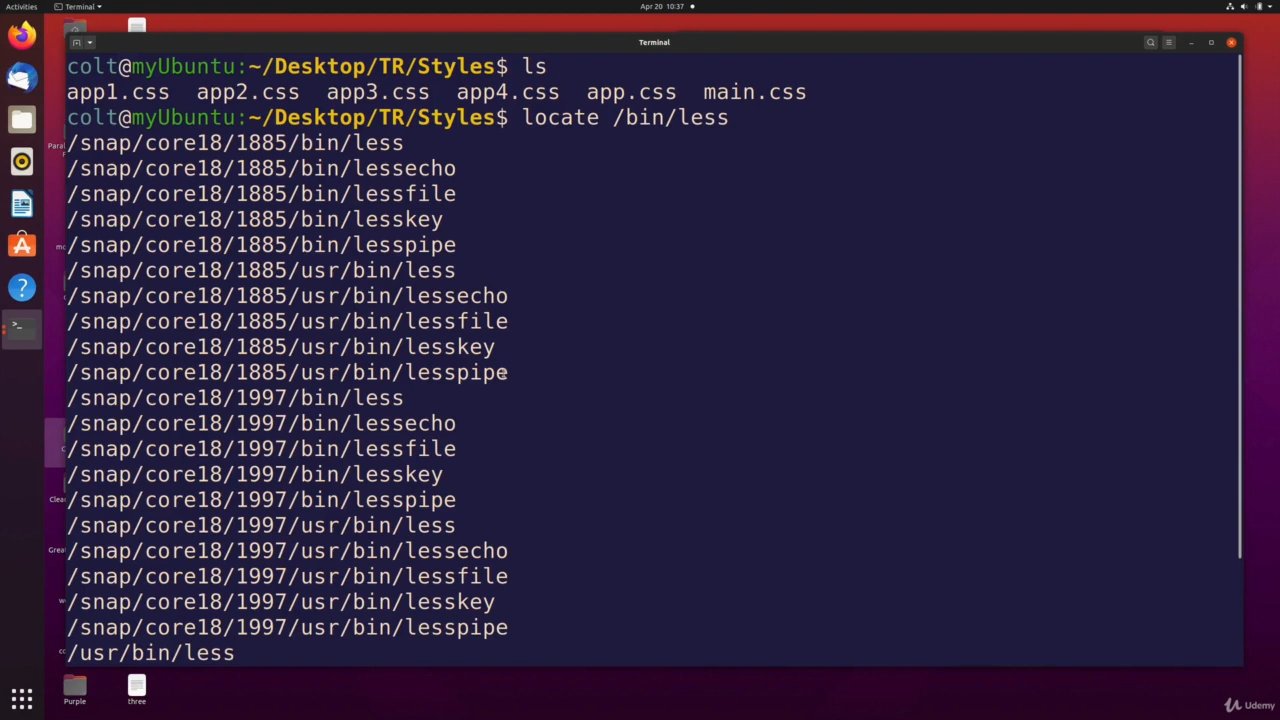 Activities
Terminal
Apr 20 10:37
Terminal
colt@myUbuntu:~/Desktop/TR/Styles$ ls
app1.css app2.css app3.css app4.css app.css main.css
colt@myUbuntu:~/Desktop/TR/Styles$ locate /bin/less
/snap/core18/1885/bin/less
/snap/core18/1885/bin/lessecho
/snap/core18/1885/bin/lessfile
/snap/core18/1885/bin/lesskey
/snap/core18/1885/bin/lesspipe
/snap/core18/1885/usr/bin/less
/snap/core18/1885/usr/bin/lessecho
/snap/core18/1885/usr/bin/lessfile
/snap/core18/1885/usr/bin/lesskey
/snap/core18/1885/usr/bin/lesspipe
/snap/core18/1997/bin/less
/snap/core18/1997/bin/lessecho
/snap/core18/1997/bin/lessfile
/snap/core18/1997/bin/lesskey
/snap/core18/1997/bin/lesspipe
/snap/core18/1997/usr/bin/less
/snap/core18/1997/usr/bin/lessecho
/snap/core18/1997/usr/bin/lessfile
/snap/core18/1997/usr/bin/lesskey
/snap/core18/1997/usr/bin/lesspipe
/usr/bin/less
Purple
three
Udemy